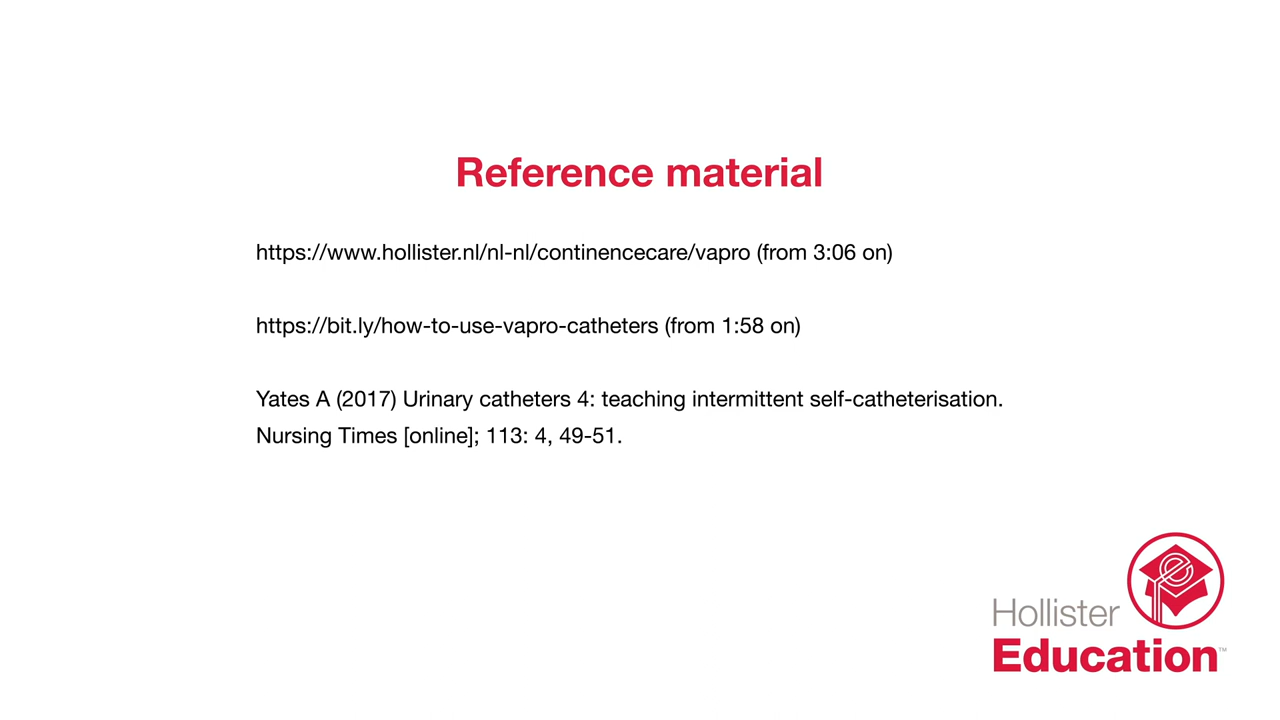 Reference material
https://www.hollister.nl/nl-nl/continencecare/vapro (from 3:06 on)
https://bit.ly/how-to-use-vapro-catheters (from 1:58 on)
Yates A (2017) Urinary catheters 4: teaching intermittent self-catheterisation.
Nursing Times [online]; 113: 4, 49-51.
Hollister
Education™